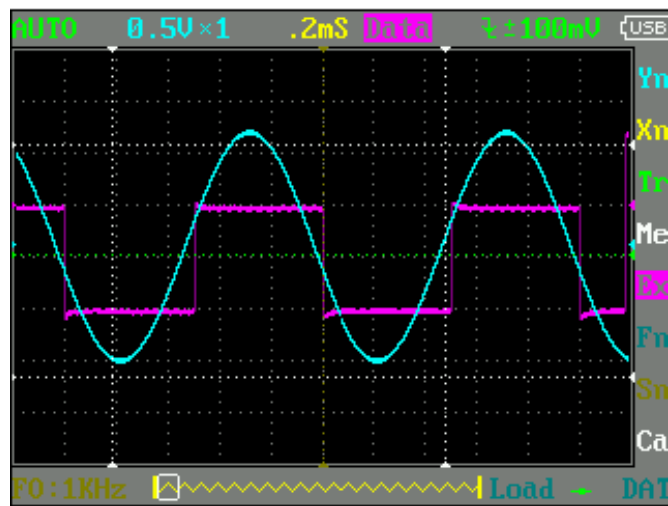 AUTO 0.5V×1 .2mS Data ±100mV USB
Yn
Xn
Tr
Me
Ex
Fn
Sn
Ca
FO:1KHz Load DAT